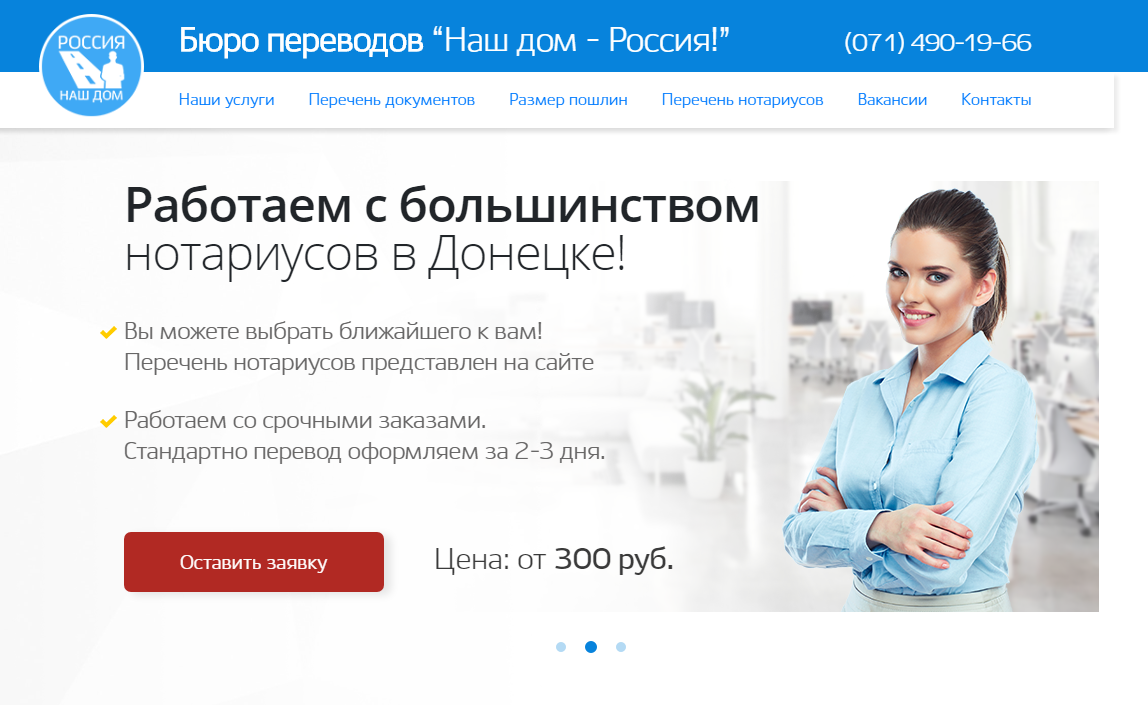 РОССИЯ
НАШ ДОМ
Бюро переводов “Наш дом - Россия!”
(071) 490-19-66
Наши услуги
Перечень документов
Размер пошлин
Перечень нотариусов
Вакансии
Контакты
Работаем с большинством
нотариусов в Донецке!
Вы можете выбрать ближайшего к вам!
Перечень нотариусов представлен на сайте
Работаем со срочными заказами.
Стандартно перевод оформляем за 2-3 дня.
Оставить заявку
Цена: от 300 руб.